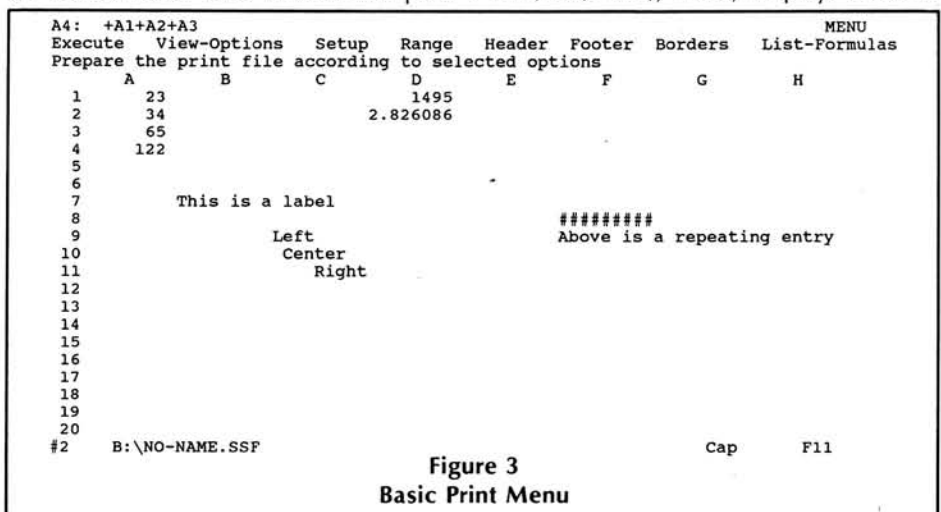 A4: +A1+A2+A3 MENU
Execute View-Options Setup Range Header Footer Borders List-Formulas
Prepare the print file according to selected options
A B C D E F G H
1 23 1495
2 34 2.826086
3 65
4 122
5
6
7 This is a label
8 #########
9 Left Above is a repeating entry
10 Center
11 Right
12
13
14
15
16
17
18
19
20
#2 B:\NO-NAME.SSF Cap F11
Figure 3
Basic Print Menu